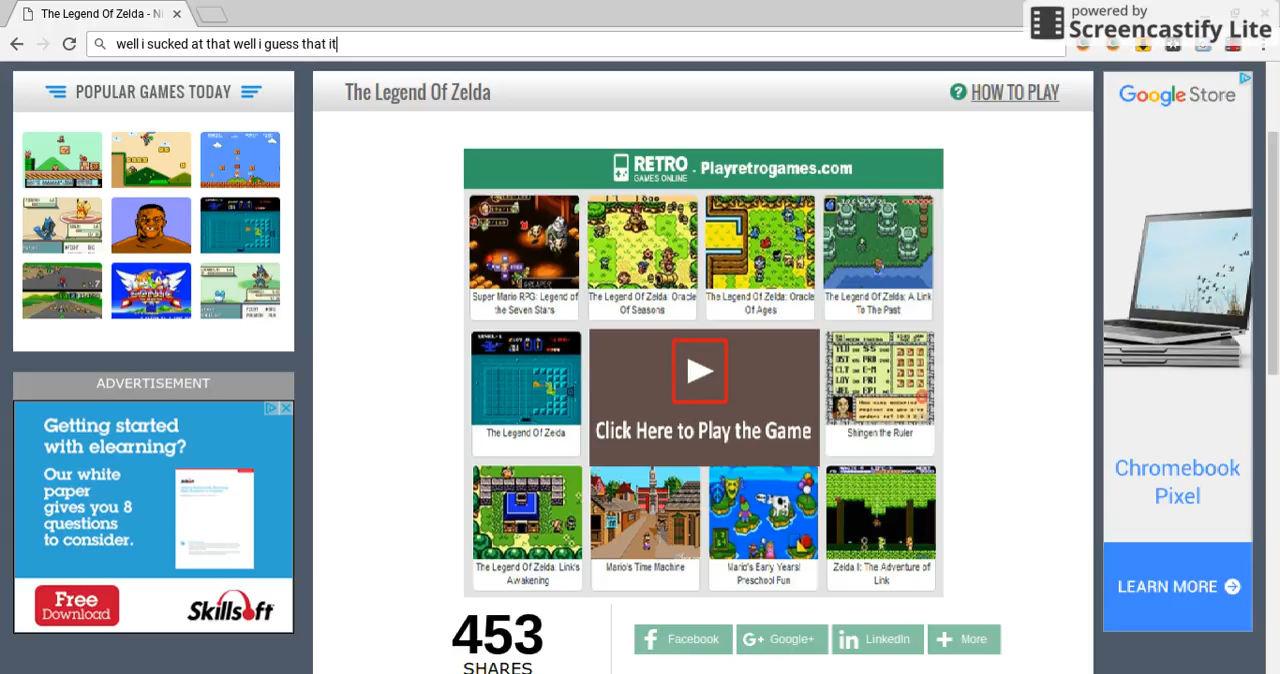 The Legend Of Zelda - Ni
powered by
Screencastify Lite
well i sucked at that well i guess that it
POPULAR GAMES TODAY
The Legend Of Zelda
? HOW TO PLAY
Google Store
RETRO
GAMES ONLINE
- Playretrogames.com
Super Mario RPG: Legend of
the Seven Stars
The Legend Of Zelda: Oracle
Of Seasons
The Legend Of Zelda: Oracle
Of Ages
The Legend Of Zelda: A Link
To The Past
The Legend Of Zelda
Click Here to Play the Game
Shingen the Ruler
The Legend Of Zelda: Link's
Awakening
Mario's Time Machine
Mario's Early Years!
Preschool Fun
Zelda II: The Adventure of
Link
ADVERTISEMENT
Getting started
with elearning?
Our white
paper
gives you 8
questions
to consider.
Free
Download
Skillsoft
Chromebook
Pixel
LEARN MORE
453
SHARES
Facebook
G+ Google+
in LinkedIn
+ More